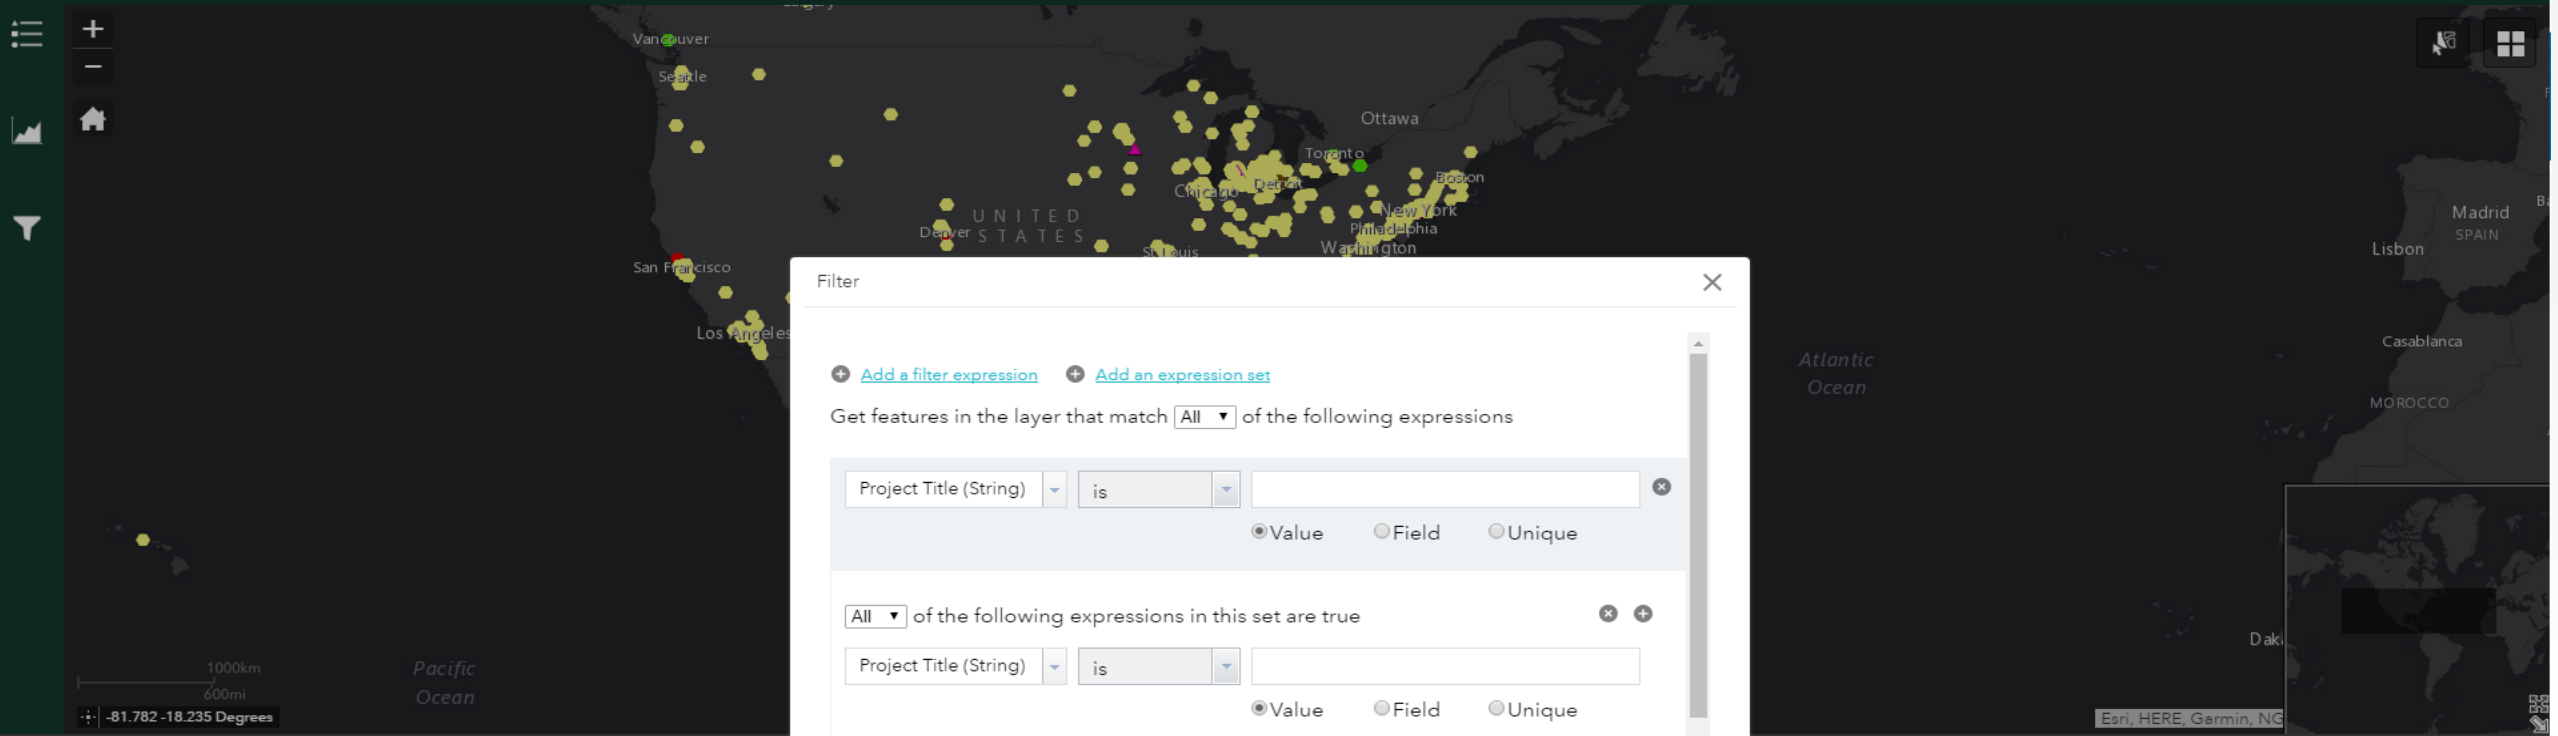 Calgary
Vancouver
Seattle
Ottawa
Toronto
Boston
Chicago
Detroit
New York
UNITED
STATES
Philadelphia
Denver
Washington
St Louis
San Francisco
Los Angeles
Madrid
SPAIN
Lisbon
Casablanca
MOROCCO
Atlantic
Ocean
Filter
Add a filter expression
Add an expression set
Get features in the layer that match All of the following expressions
Project Title (String) is
Value Field Unique
All of the following expressions in this set are true
Project Title (String) is
Value Field Unique
1000km
600mi
Pacific
Ocean
-81.782 -18.235 Degrees
Dak
Esri, HERE, Garmin, NG